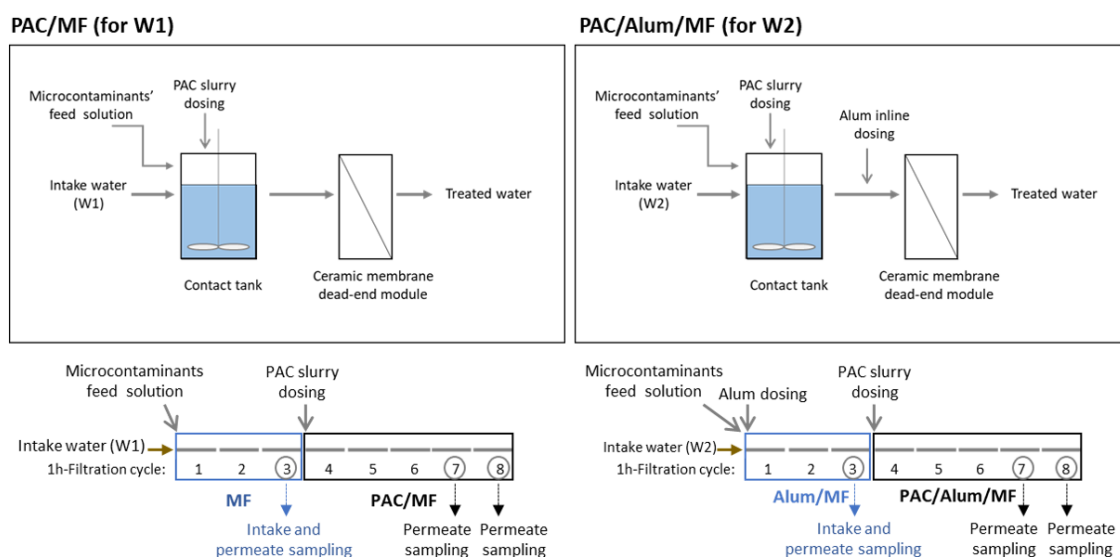 PAC/MF (for W1)
PAC slurry
dosing
Microcontaminants’
feed solution
Intake water
(W1)
Treated water
Contact tank
Ceramic membrane
dead-end module
PAC/Alum/MF (for W2)
PAC slurry
dosing
Microcontaminants’
feed solution
Alum inline
dosing
Intake water
(W2)
Treated water
Contact tank
Ceramic membrane
dead-end module
Microcontaminants
feed solution
PAC slurry
dosing
Intake water (W1)
1h-Filtration cycle: 1 2 3 4 5 6 7 8
MF PAC/MF
Intake and
permeate sampling
Permeate
sampling
Permeate
sampling
Microcontaminants
feed solution
Alum dosing
PAC slurry
dosing
Intake water (W2)
1h-Filtration cycle: 1 2 3 4 5 6 7 8
Alum/MF PAC/Alum/MF
Intake and
permeate sampling
Permeate
sampling
Permeate
sampling